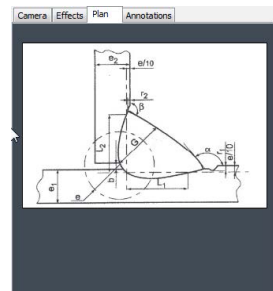 Camera Effects Plan Annotations
e₂ e/10
r₂
β
L₂ G
α r₁ e/10
b
e₁ e L₁